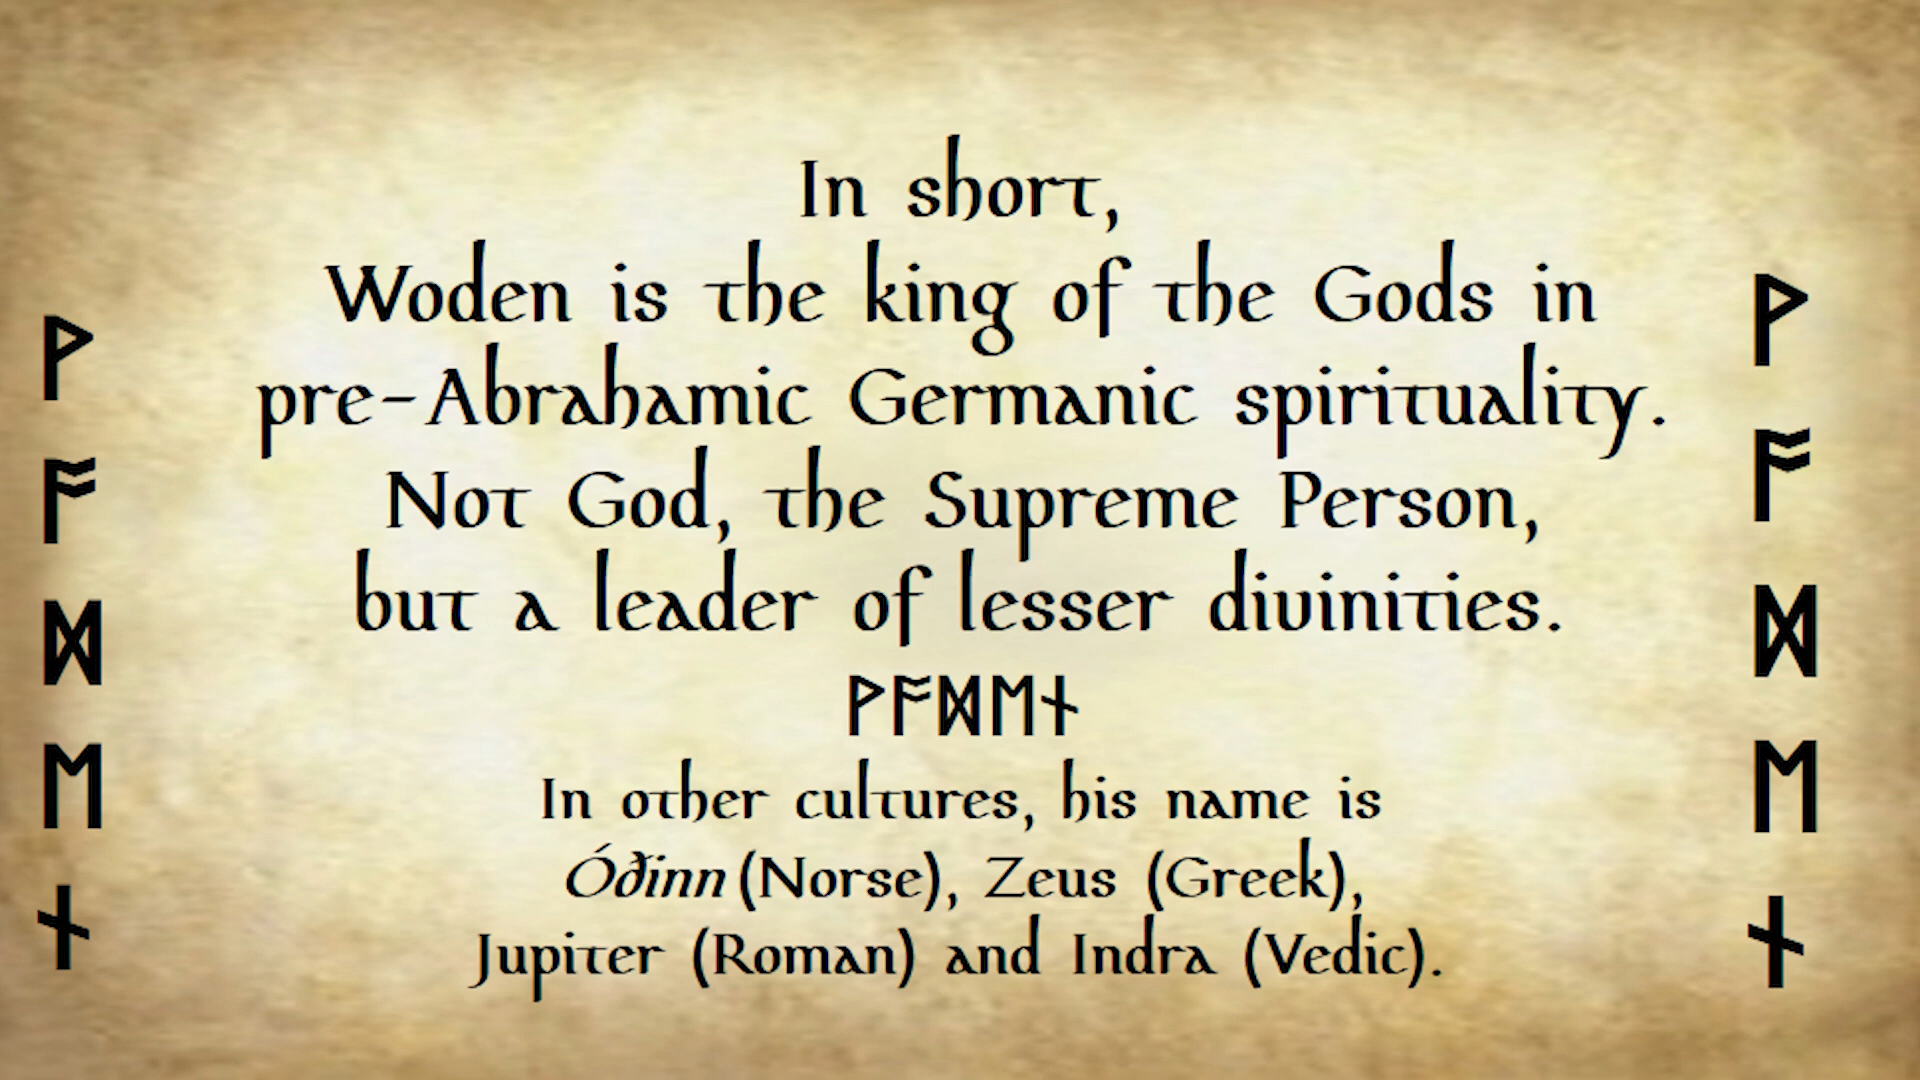 In short,
Woden is the king of the Gods in
pre-Abrahamic Germanic spirituality.
Not God, the Supreme Person,
but a leader of lesser divinities.
ᚹᚩᛞᛖᚾ
In other cultures, his name is
Óðinn (Norse), Zeus (Greek),
Jupiter (Roman) and Indra (Vedic).
ᚹᚩᛞᛖᚾ
ᚹᚩᛞᛖᚾ